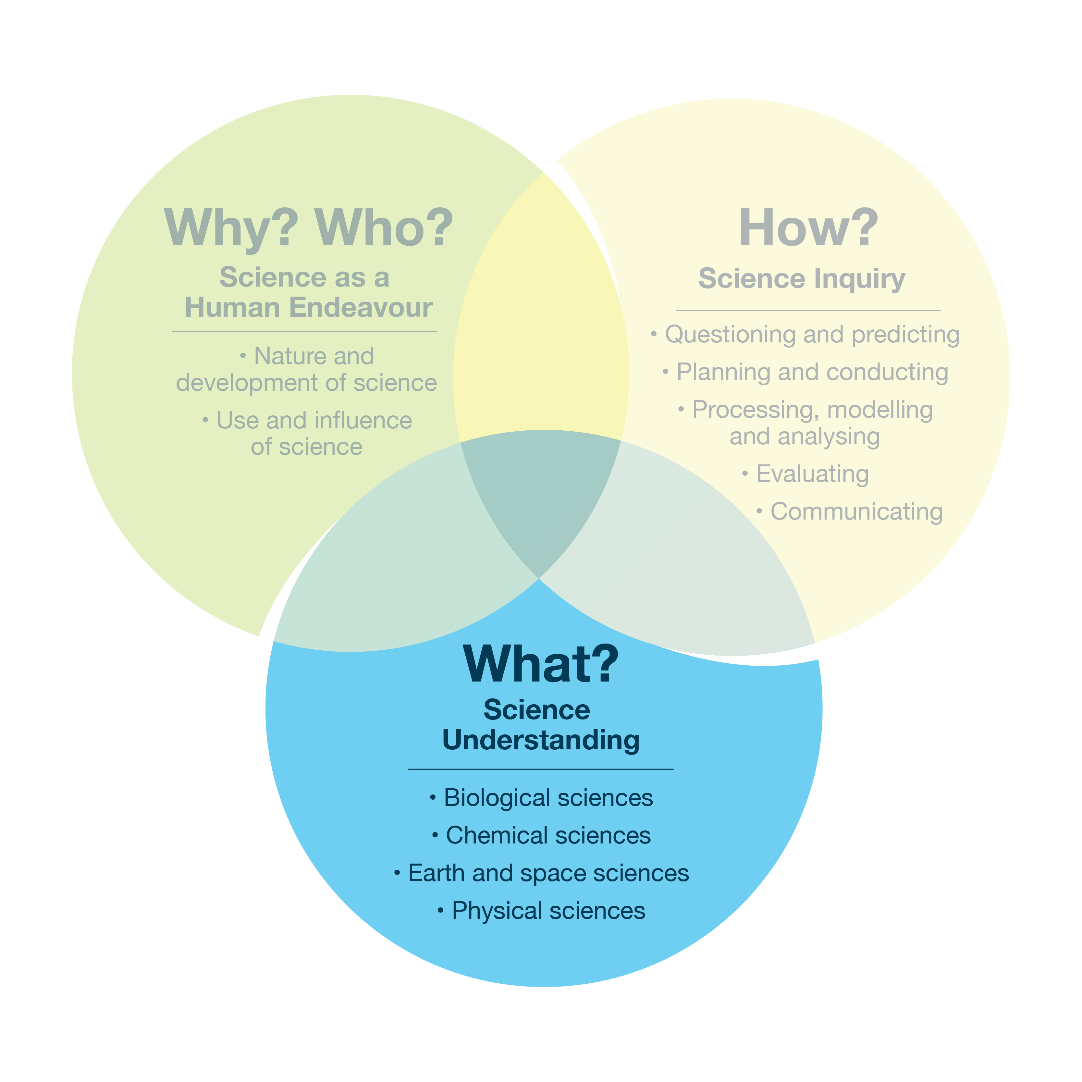 Why? Who?
Science as a
Human Endeavour
• Nature and
development of science
• Use and influence
of science
How?
Science Inquiry
• Questioning and predicting
• Planning and conducting
• Processing, modelling
and analysing
• Evaluating
• Communicating
What?
Science
Understanding
• Biological sciences
• Chemical sciences
• Earth and space sciences
• Physical sciences